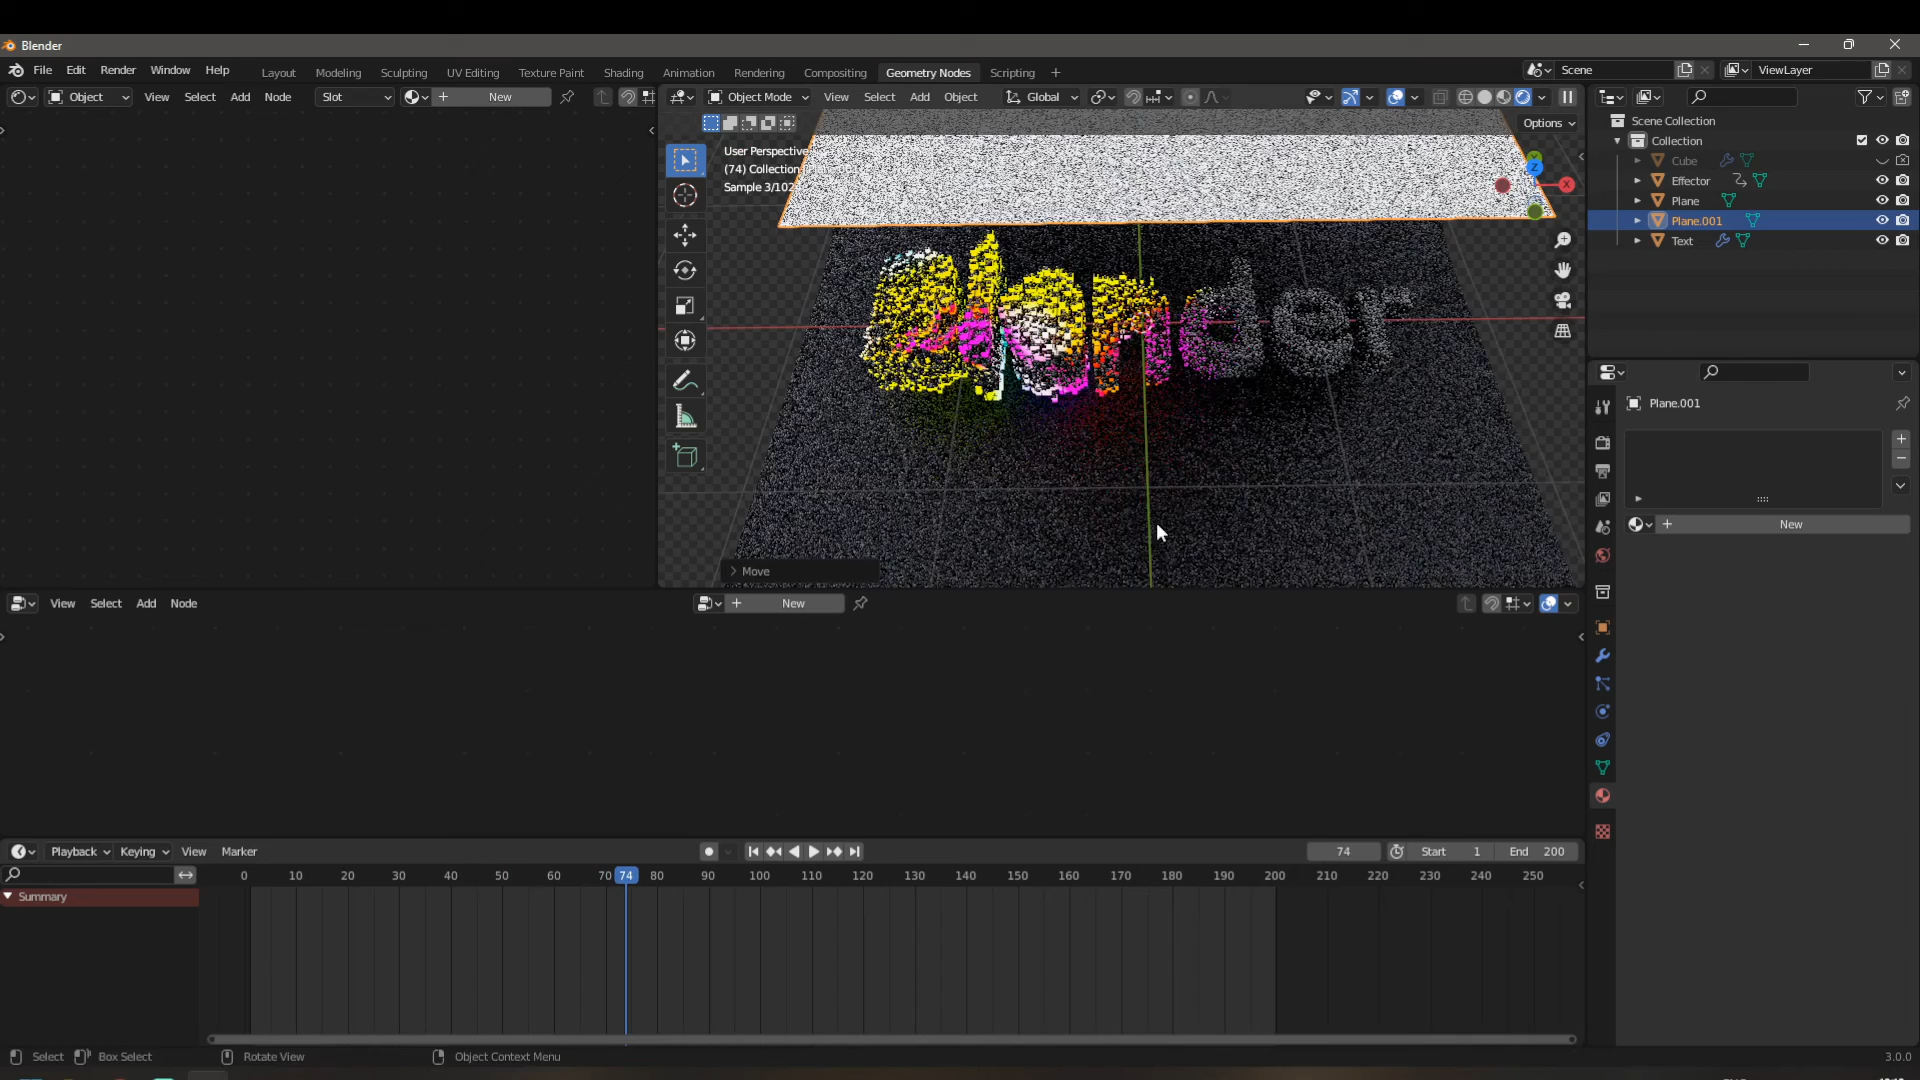 Blender
File Edit Render Window Help Layout Modeling Sculpting UV Editing Texture Paint Shading Animation Rendering Compositing Geometry Nodes Scripting + Scene ViewLayer
Object View Select Add Node Slot New Object Mode View Select Add Object Global
Options
User Perspective
(74) Collection
Sample 3/102
Z
X
Scene Collection
Collection
Cube
Effector
Plane
Plane.001
Text
Plane.001
New
Move
View Select Add Node New
Playback Keying View Marker 74 Start 1 End 200
0 10 20 30 40 50 60 70 74 80 90 100 110 120 130 140 150 160 170 180 190 200 210 220 230 240 250
Summary
Select Box Select Rotate View Object Context Menu 3.0.0